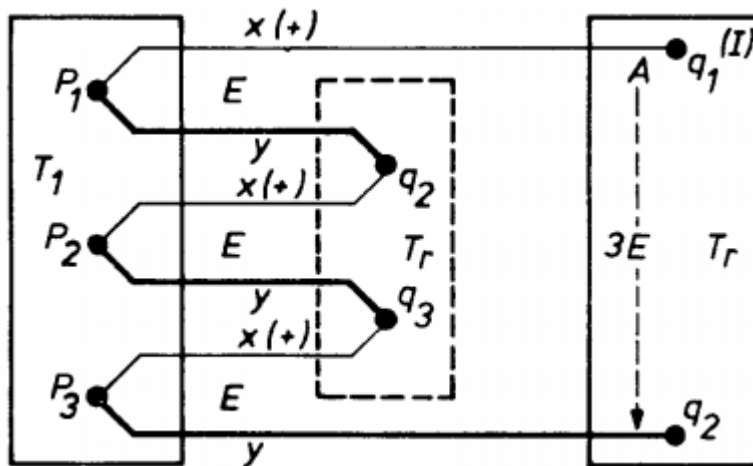 x (+)
q1 (I)
P1
E
A
y
T1
x (+)
q2
P2
E
Tr
3E
Tr
y
q3
x (+)
P3
E
q2
y